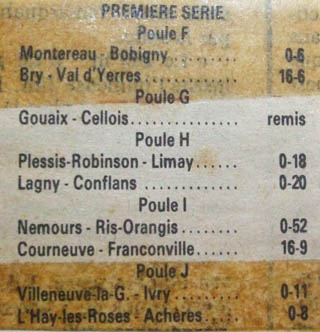 PREMIERE SERIE
Poule F
Montereau - Bobigny ........ 0-6
Bry - Val d'Yerres ........... 16-6
Poule G
Gouaix - Cellois ............... remis
Poule H
Plessis-Robinson - Limay ...... 0-18
Lagny - Conflans ............ 0-20
Poule I
Nemours - Ris-Orangis ........ 0-52
Courneuve - Franconville ...... 16-9
Poule J
Villeneuve-la-G. - Ivry ......... 0-11
L'Hay-les-Roses - Achères ..... 0-8